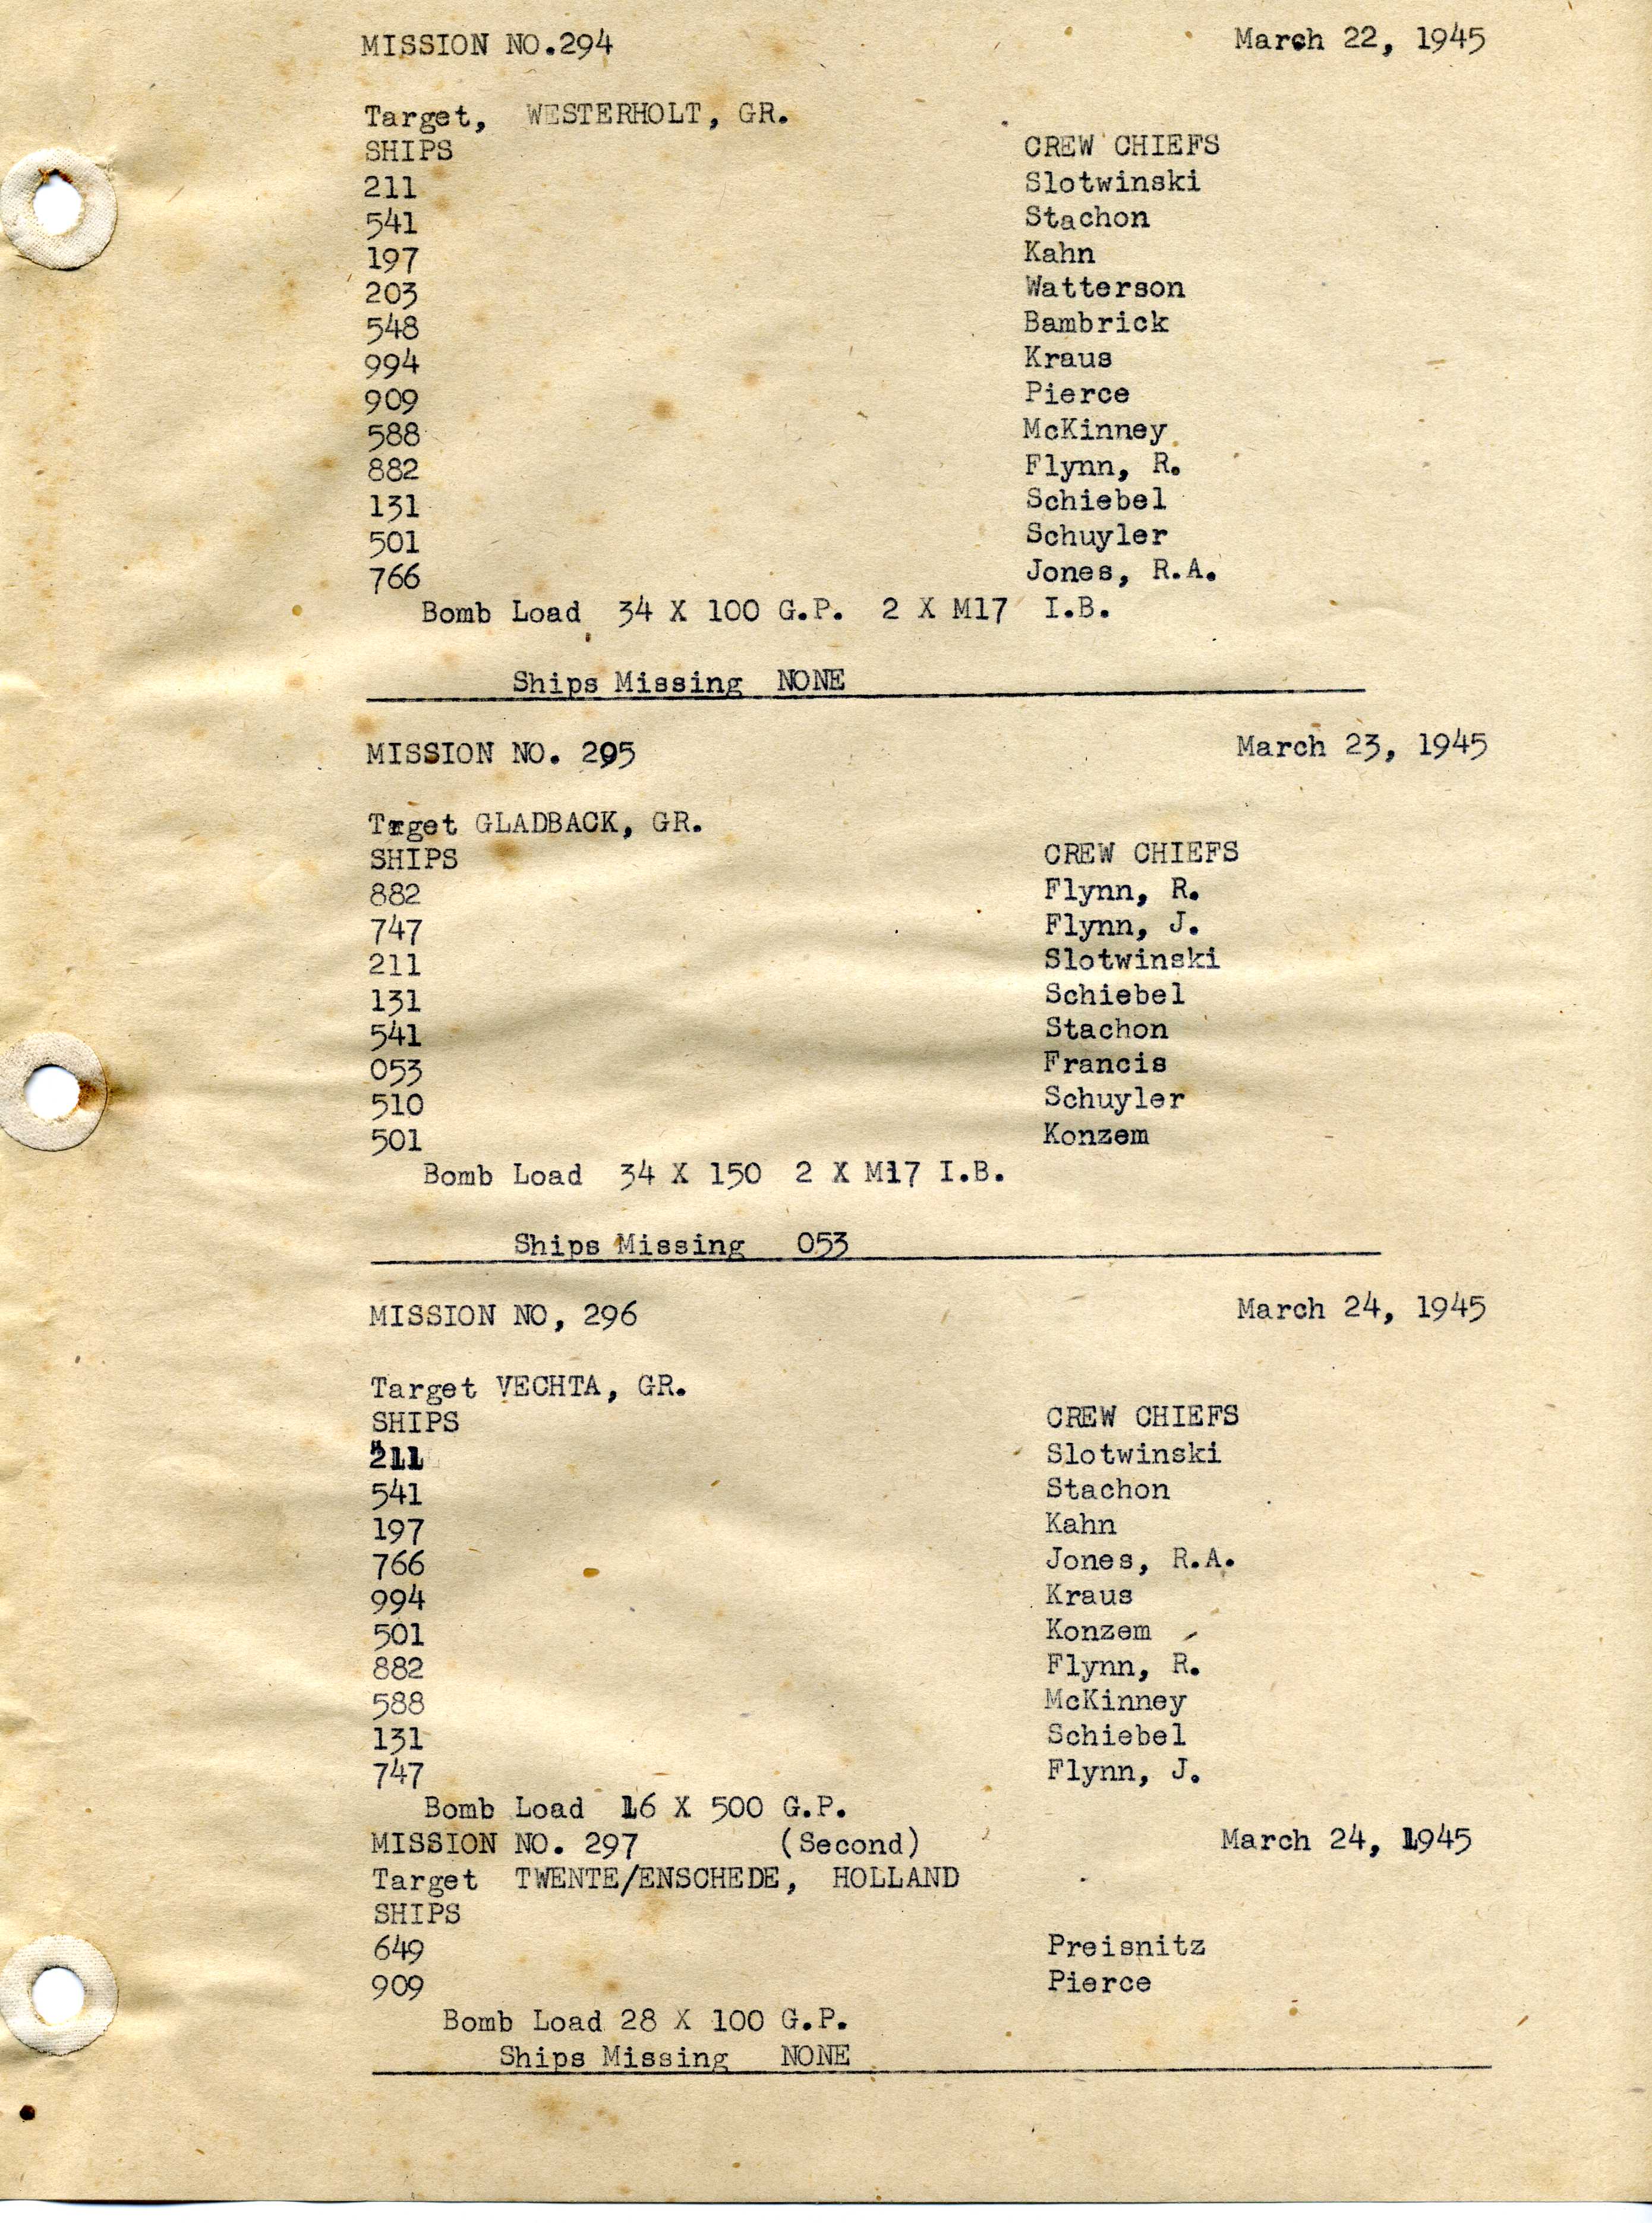 MISSION NO.294 March 22, 1945
Target, WESTERHOLT, GR.
SHIPS CREW CHIEFS
211 Slotwinski
541 Stachon
197 Kahn
203 Watterson
548 Bambrick
994 Kraus
909 Pierce
588 McKinney
882 Flynn, R.
131 Schiebel
501 Schuyler
766 Jones, R.A.
Bomb Load 34 X 100 G.P. 2 X M17 I.B.
Ships Missing NONE
MISSION NO. 295 March 23, 1945
Trget GLADBACK, GR.
SHIPS CREW CHIEFS
882 Flynn, R.
747 Flynn, J.
211 Slotwinski
131 Schiebel
541 Stachon
053 Francis
510 Schuyler
501 Konzem
Bomb Load 34 X 150 2 X M17 I.B.
Ships Missing 053
MISSION NO, 296 March 24, 1945
Target VECHTA, GR.
SHIPS CREW CHIEFS
211 Slotwinski
541 Stachon
197 Kahn
766 Jones, R.A.
994 Kraus
501 Konzem
882 Flynn, R.
588 McKinney
131 Schiebel
747 Flynn, J.
Bomb Load 16 X 500 G.P.
MISSION NO. 297 (Second) March 24, 1945
Target TWENTE/ENSCHEDE, HOLLAND
SHIPS
649 Preisnitz
909 Pierce
Bomb Load 28 X 100 G.P.
Ships Missing NONE